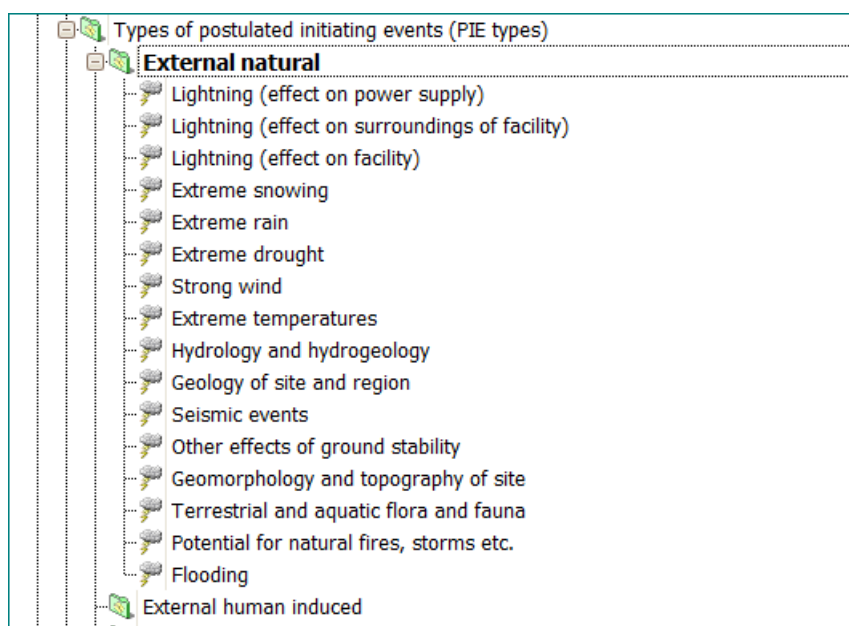 Types of postulated initiating events (PIE types)
External natural
Lightning (effect on power supply)
Lightning (effect on surroundings of facility)
Lightning (effect on facility)
Extreme snowing
Extreme rain
Extreme drought
Strong wind
Extreme temperatures
Hydrology and hydrogeology
Geology of site and region
Seismic events
Other effects of ground stability
Geomorphology and topography of site
Terrestrial and aquatic flora and fauna
Potential for natural fires, storms etc.
Flooding
External human induced